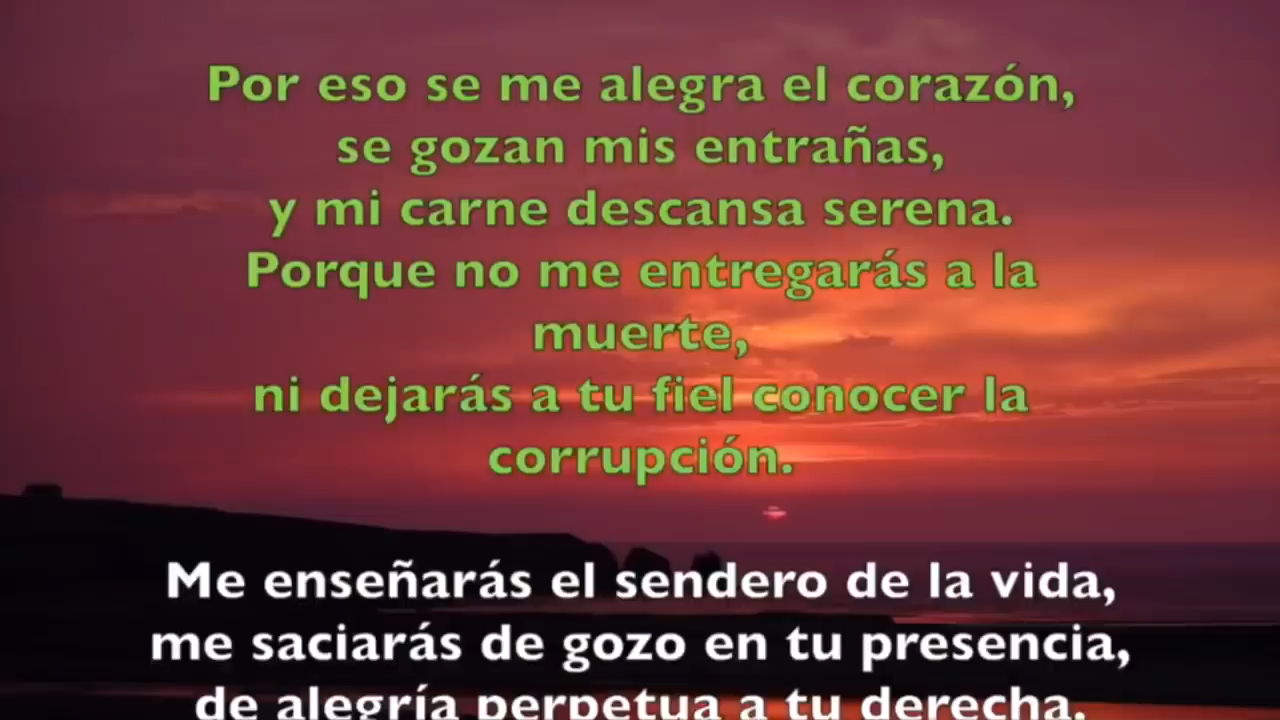 Por eso se me alegra el corazón,
se gozan mis entrañas,
y mi carne descansa serena.
Porque no me entregarás a la
muerte,
ni dejarás a tu fiel conocer la
corrupción.
Me enseñarás el sendero de la vida,
me saciarás de gozo en tu presencia,
de alegría perpetua a tu derecha.